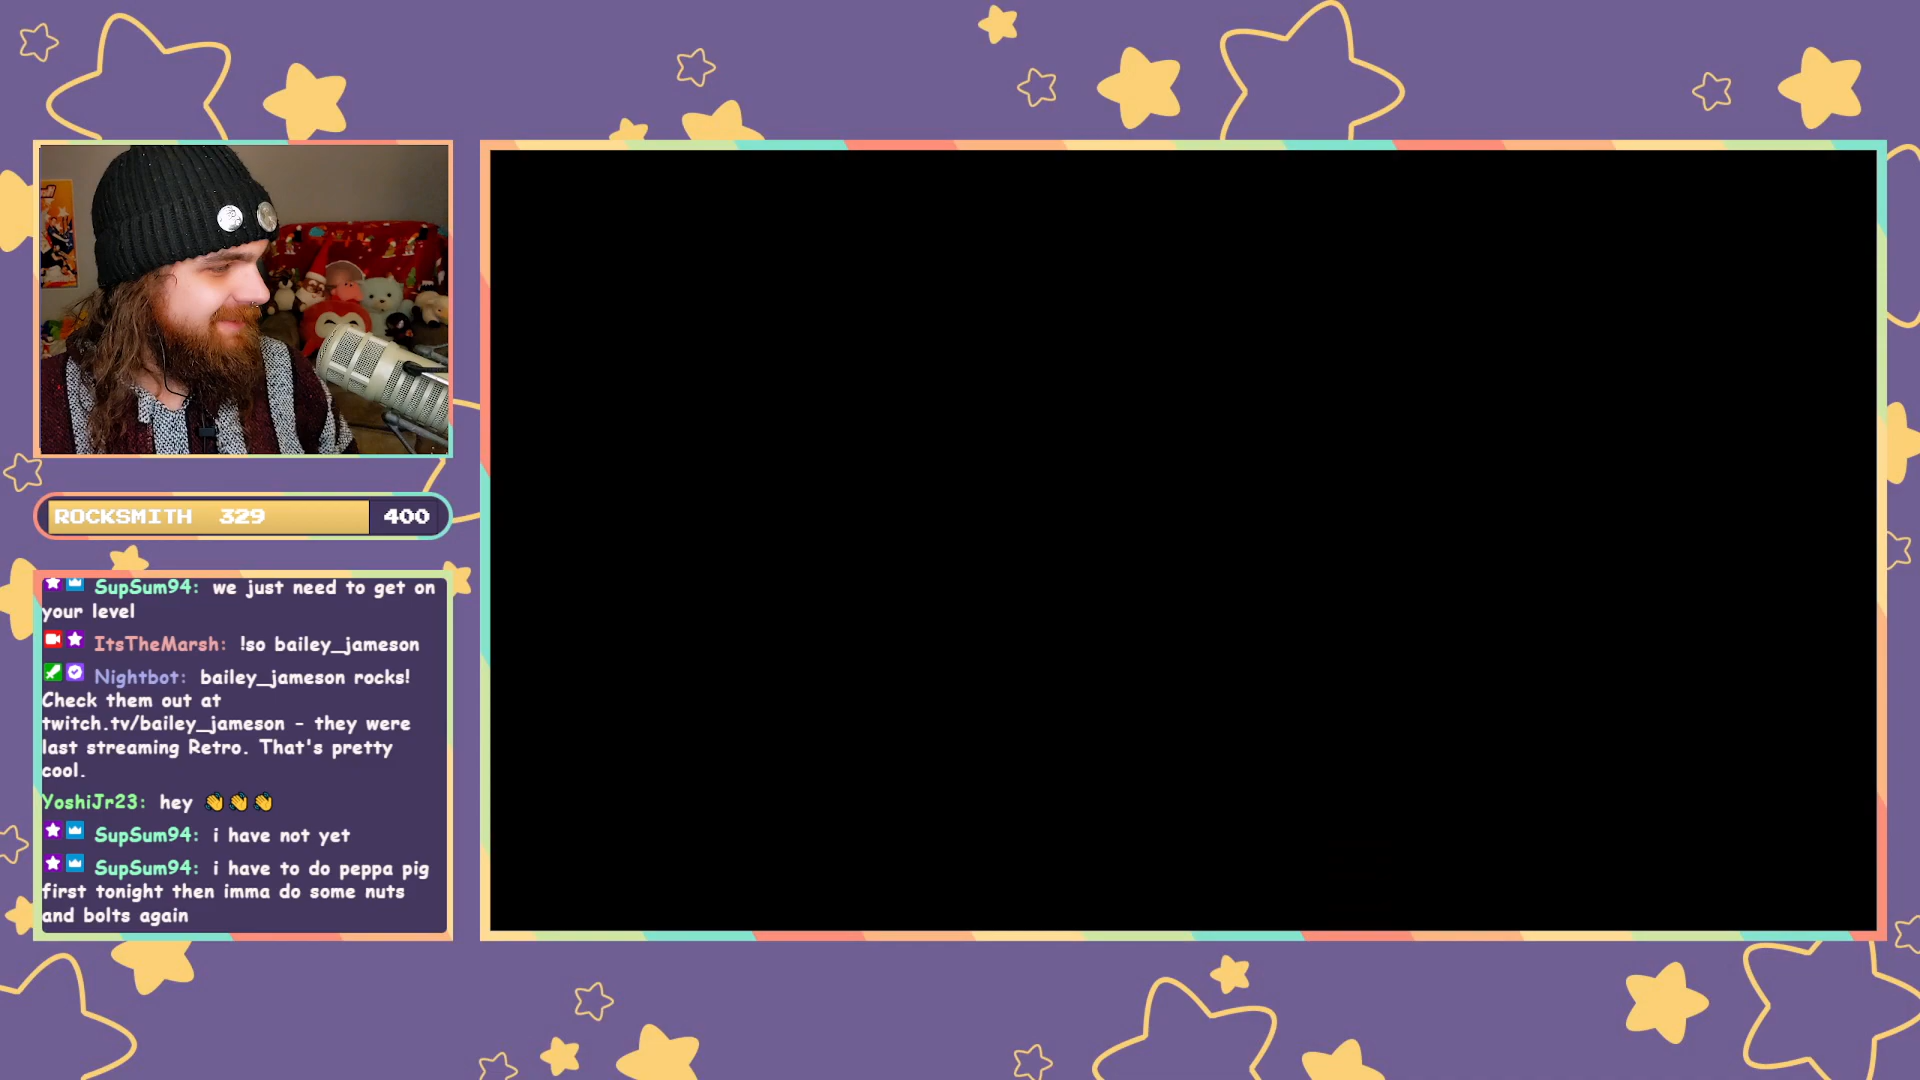 ROCKSMITH 329 400
SupSum94: we just need to get on
your level
ItsTheMarsh: !so bailey_jameson
Nightbot: bailey_jameson rocks!
Check them out at
twitch.tv/bailey_jameson - they were
last streaming Retro. That's pretty
cool.
YoshiJr23: hey 👏👏👏
SupSum94: i have not yet
SupSum94: i have to do peppa pig
first tonight then imma do some nuts
and bolts again